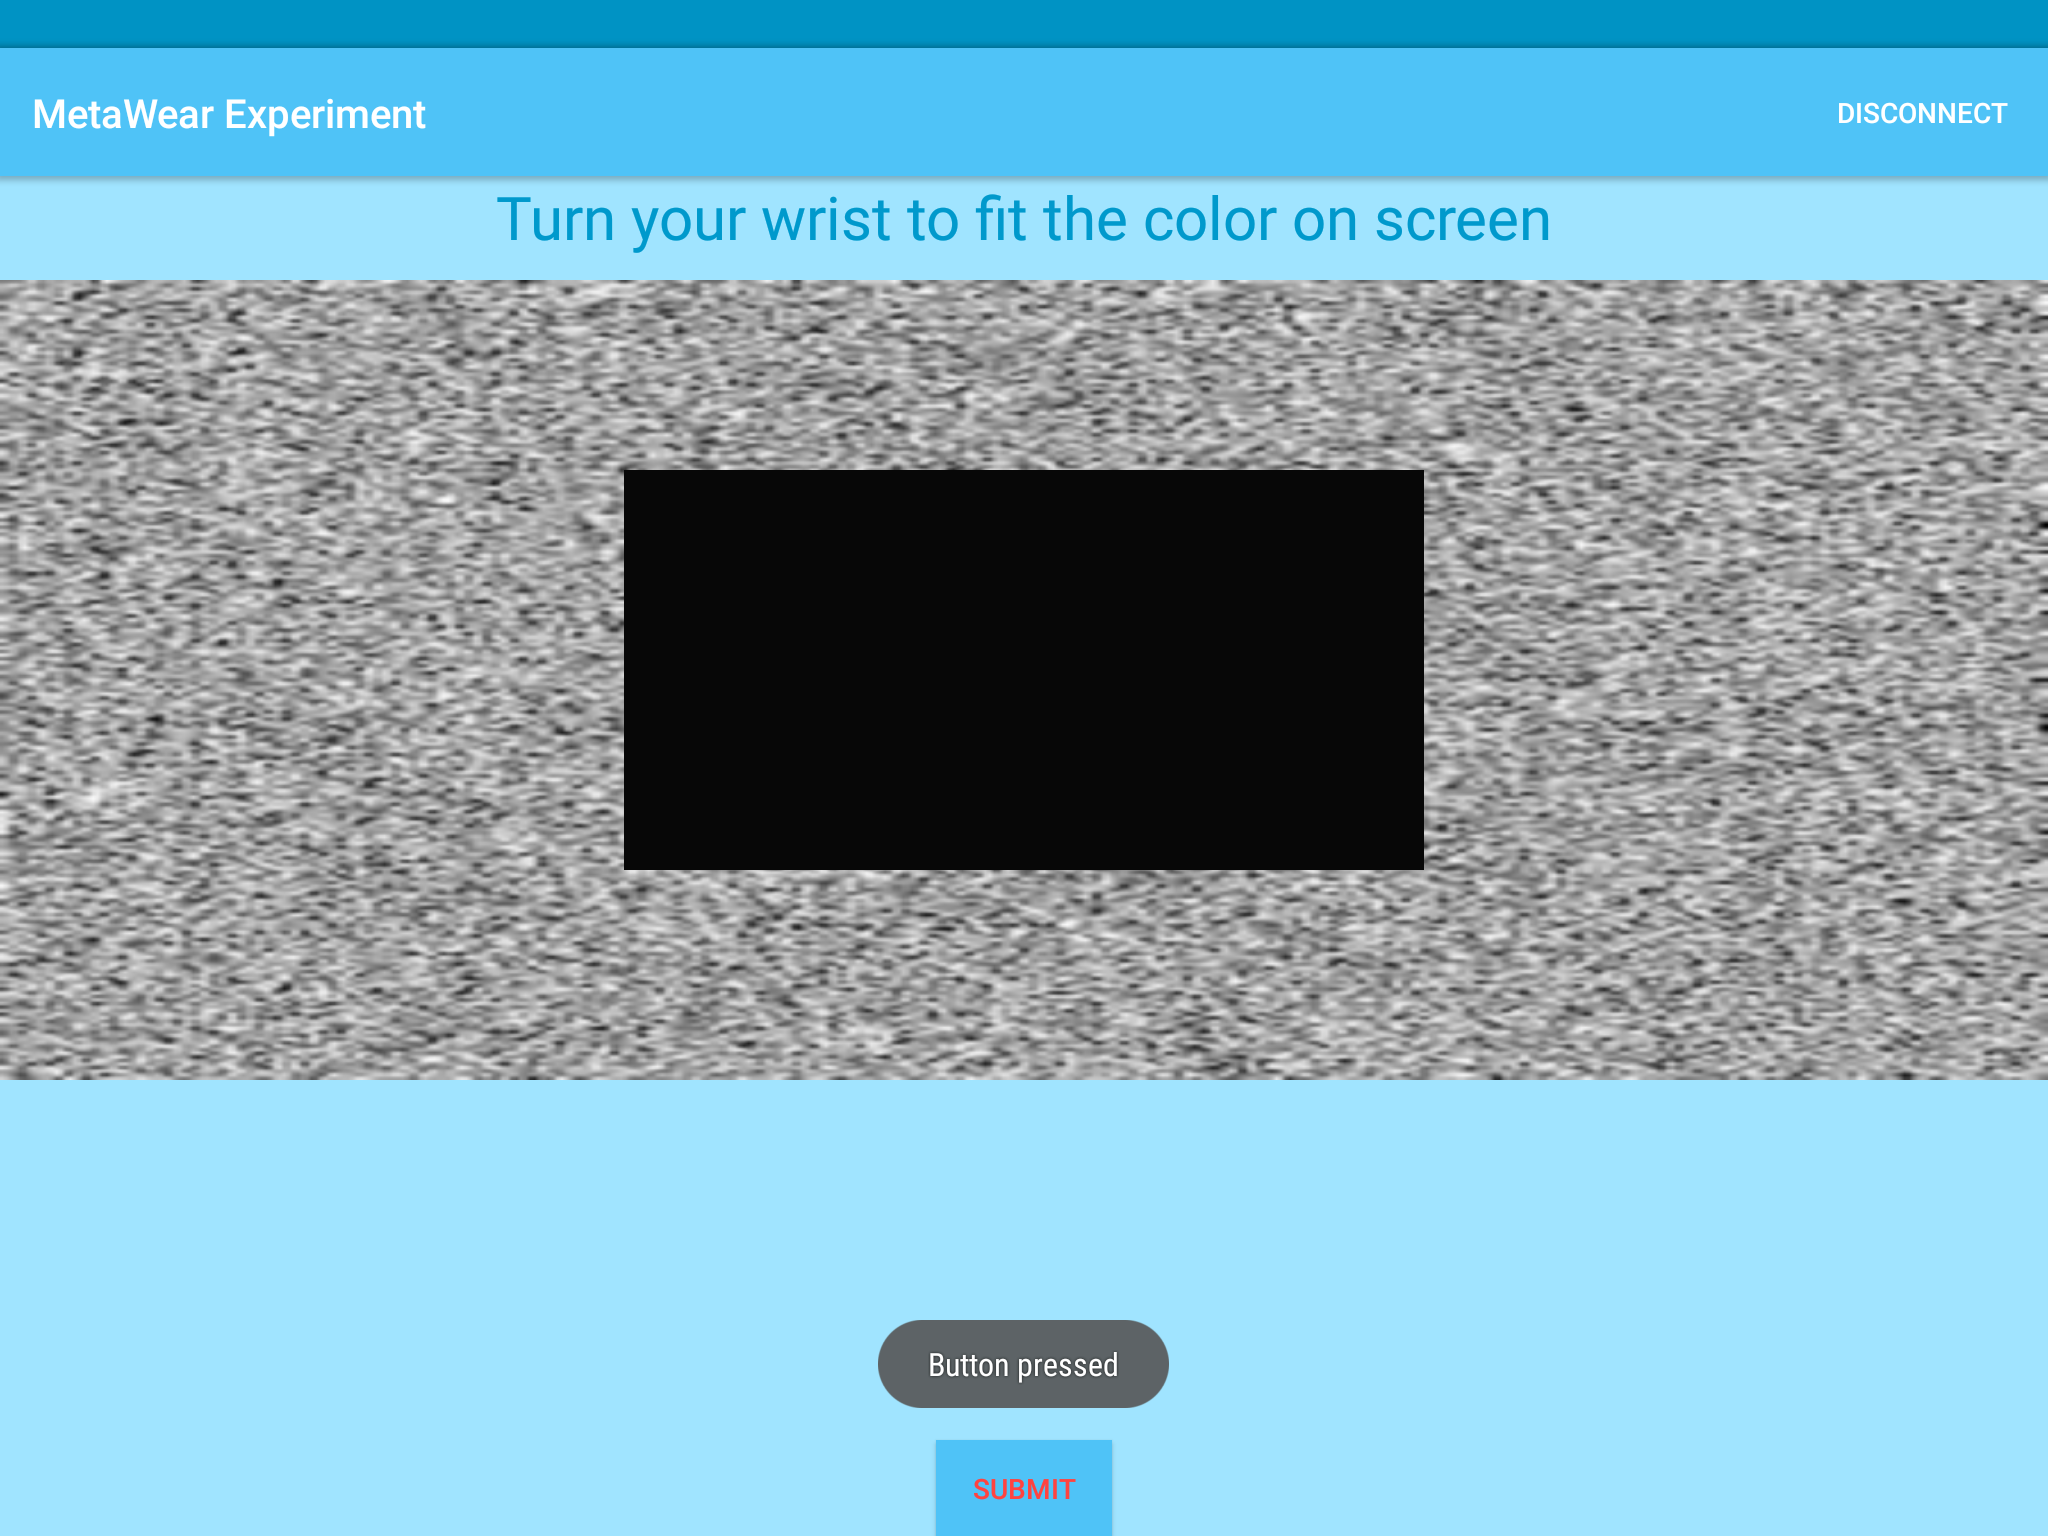 MetaWear Experiment
DISCONNECT
Turn your wrist to fit the color on screen
Button pressed
SUBMIT